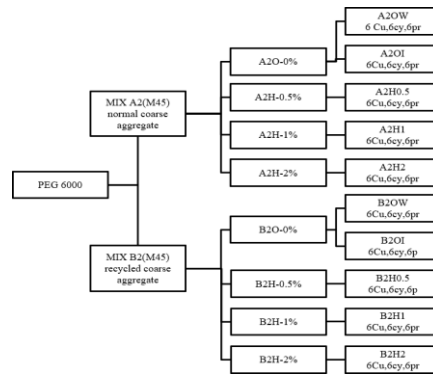 PEG 6000
MIX A2(M45)
normal coarse
aggregate
MIX B2(M45)
recycled coarse
aggregate
A2O-0%
A2H-0.5%
A2H-1%
A2H-2%
B2O-0%
B2H-0.5%
B2H-1%
B2H-2%
A2OW
6 Cu,6cy,6pr
A2OI
6Cu,6cy,6pr
A2H0.5
6Cu,6cy,6pr
A2H1
6Cu,6cy,6pr
A2H2
6Cu,6cy,6pr
B2OW
6Cu,6cy,6pr
B2OI
6Cu,6cy,6p
B2H0.5
6Cu,6cy,6pr
B2H1
6Cu,6cy,6pr
B2H2
6Cu,6cy,6pr